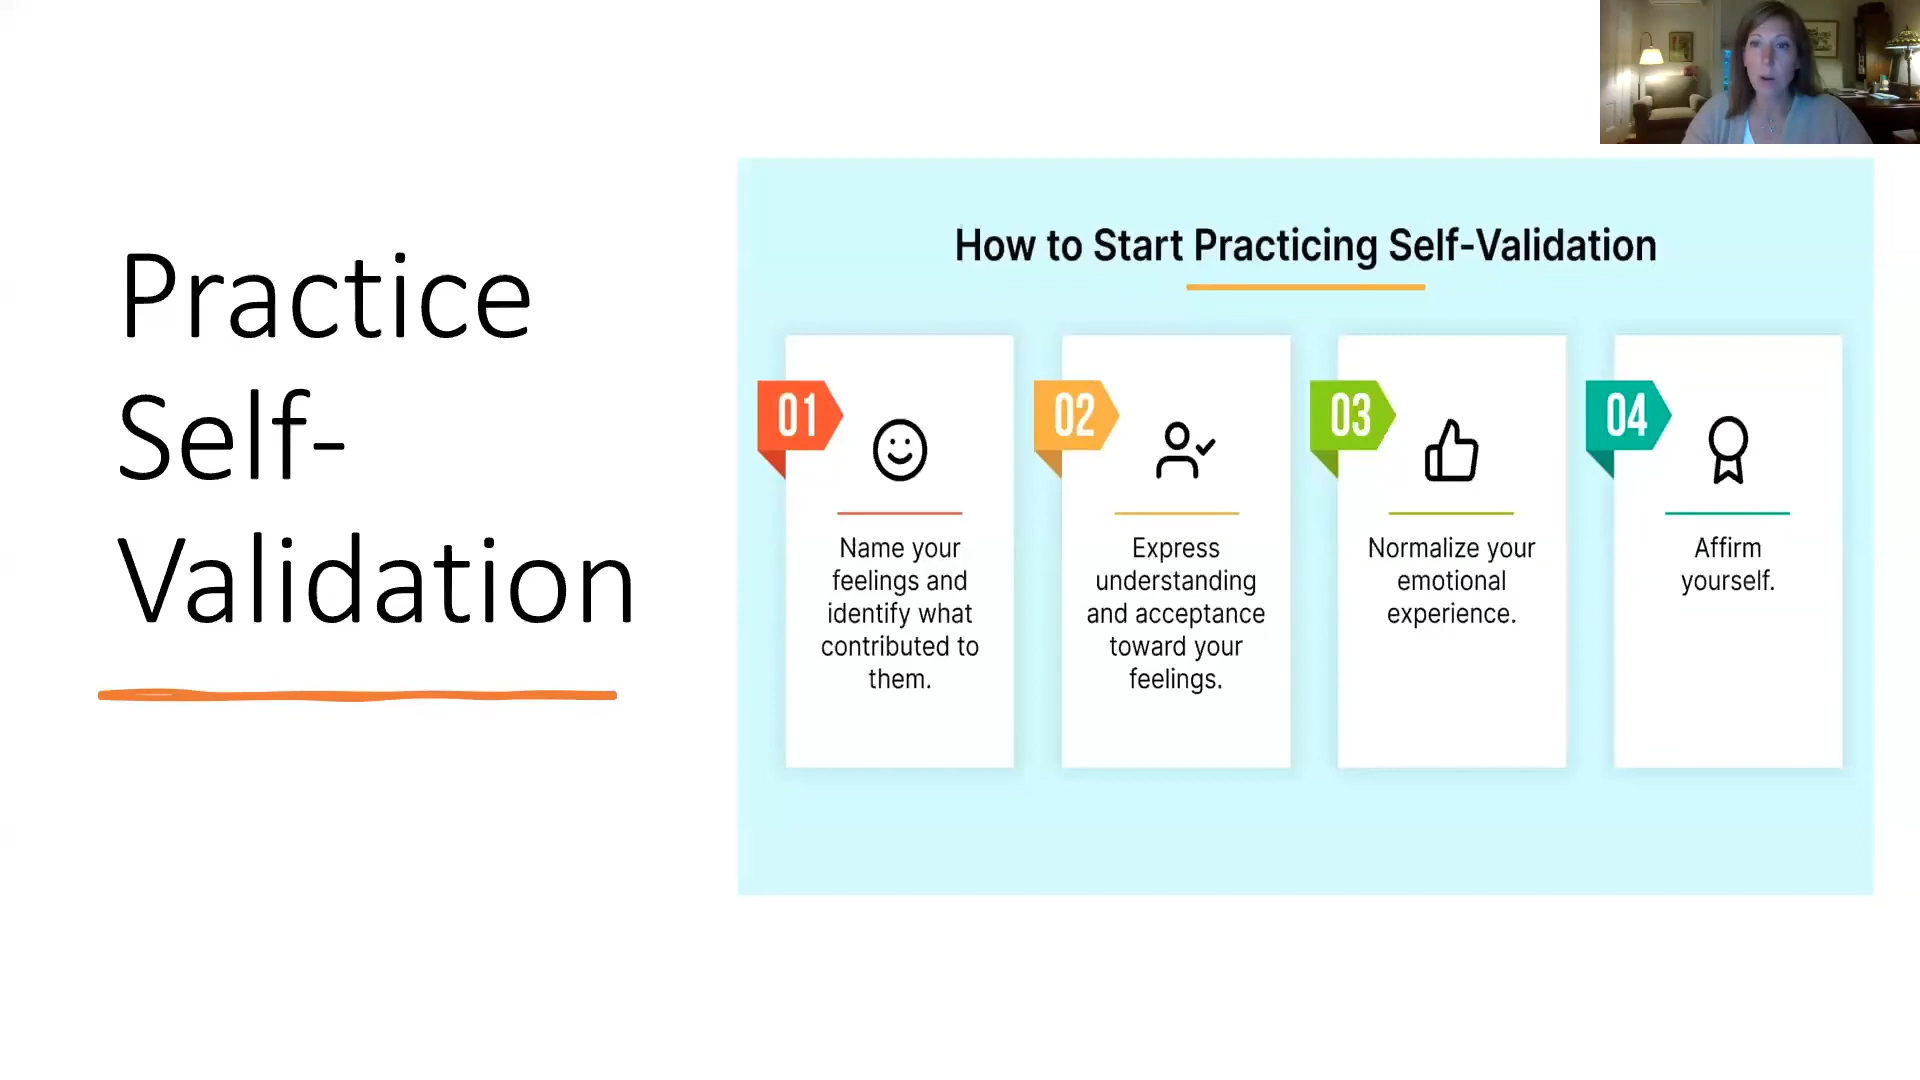 Practice
Self-
Validation
How to Start Practicing Self-Validation
01
Name your
feelings and
identify what
contributed to
them.
02
Express
understanding
and acceptance
toward your
feelings.
03
Normalize your
emotional
experience.
04
Affirm
yourself.